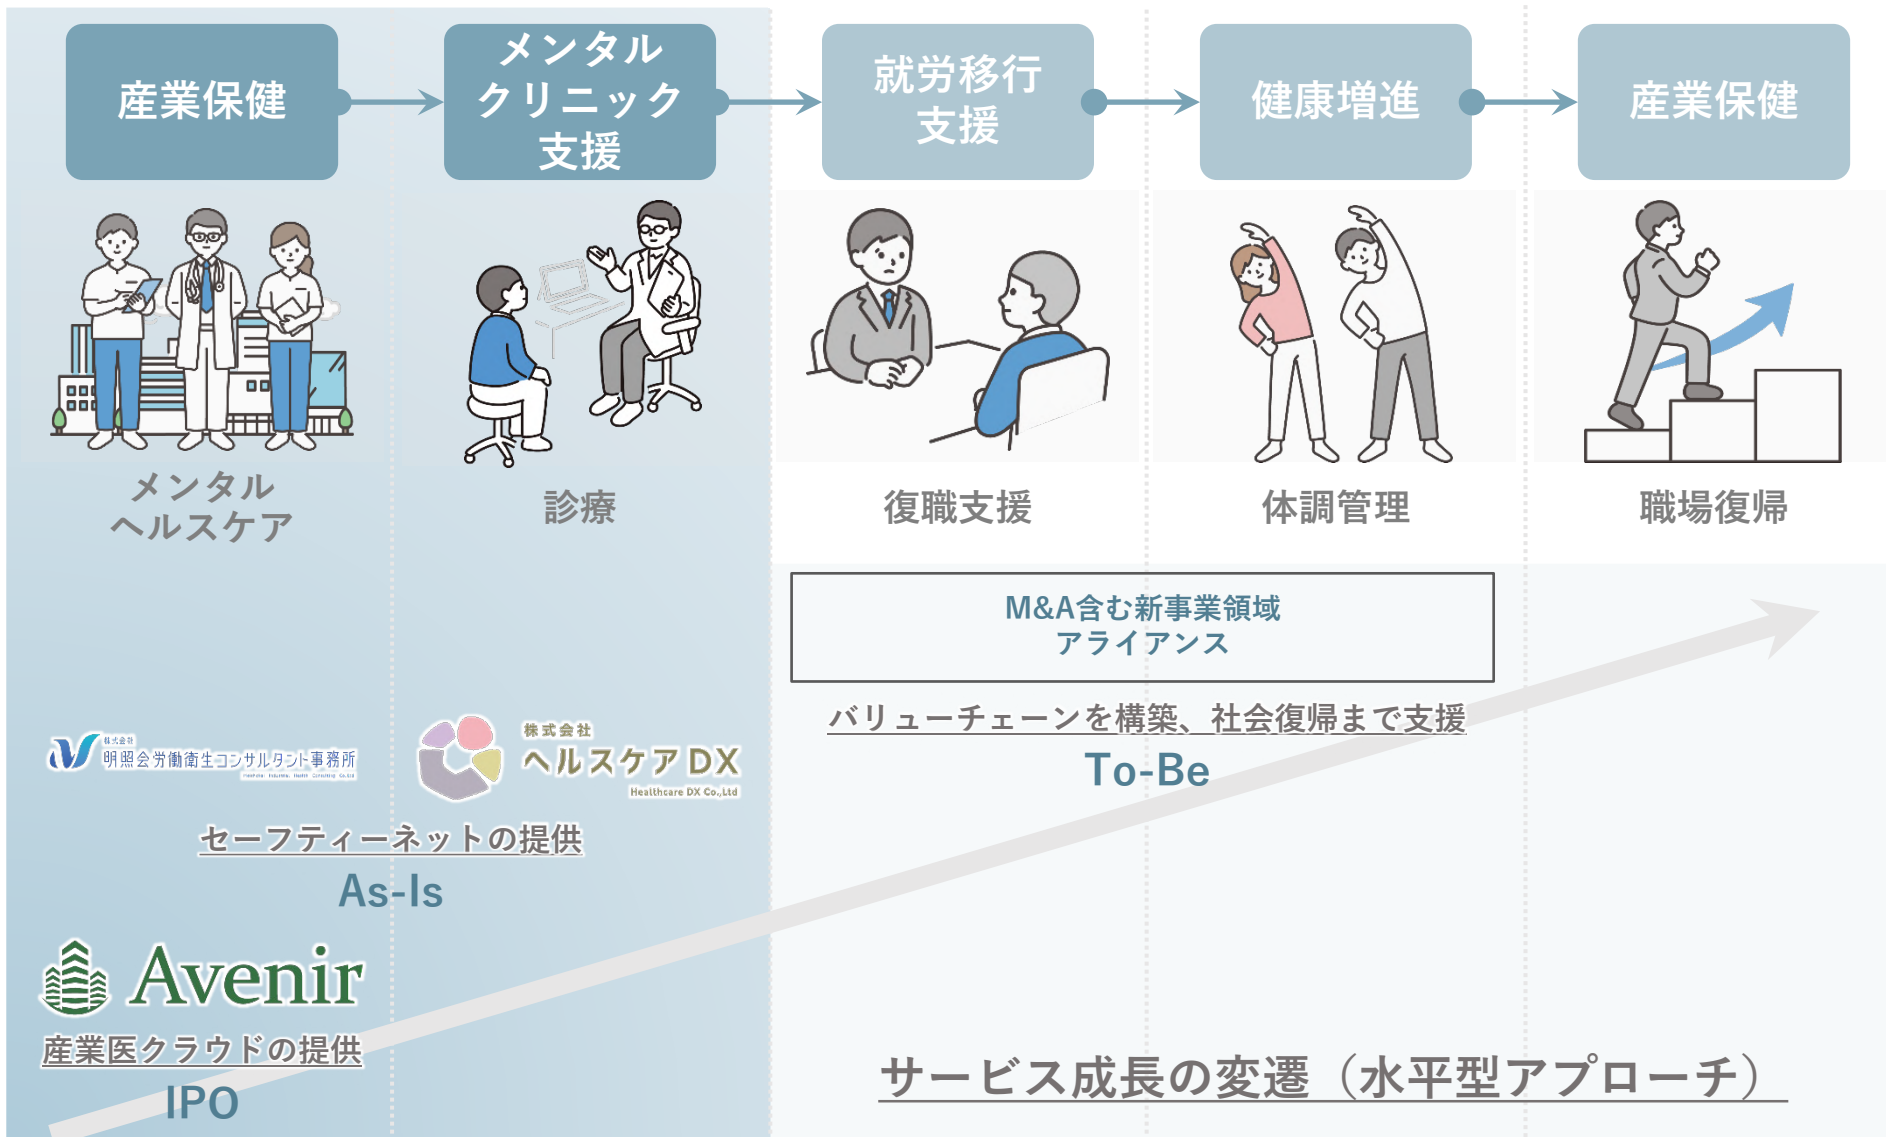 産業保健
メンタル
クリニック
支援
就労移行
支援
健康増進
産業保健
メンタル
ヘルスケア
診療
復職支援
体調管理
職場復帰
M&A含む新事業領域
アライアンス
バリューチェーンを構築、社会復帰まで支援
To-Be
株式会社
明照会労働衛生コンサルタント事務所
株式会社
ヘルスケアDX
Healthcare DX Co.,Ltd
セーフティーネットの提供
As-Is
Avenir
産業医クラウドの提供
IPO
サービス成長の変遷（水平型アプローチ）